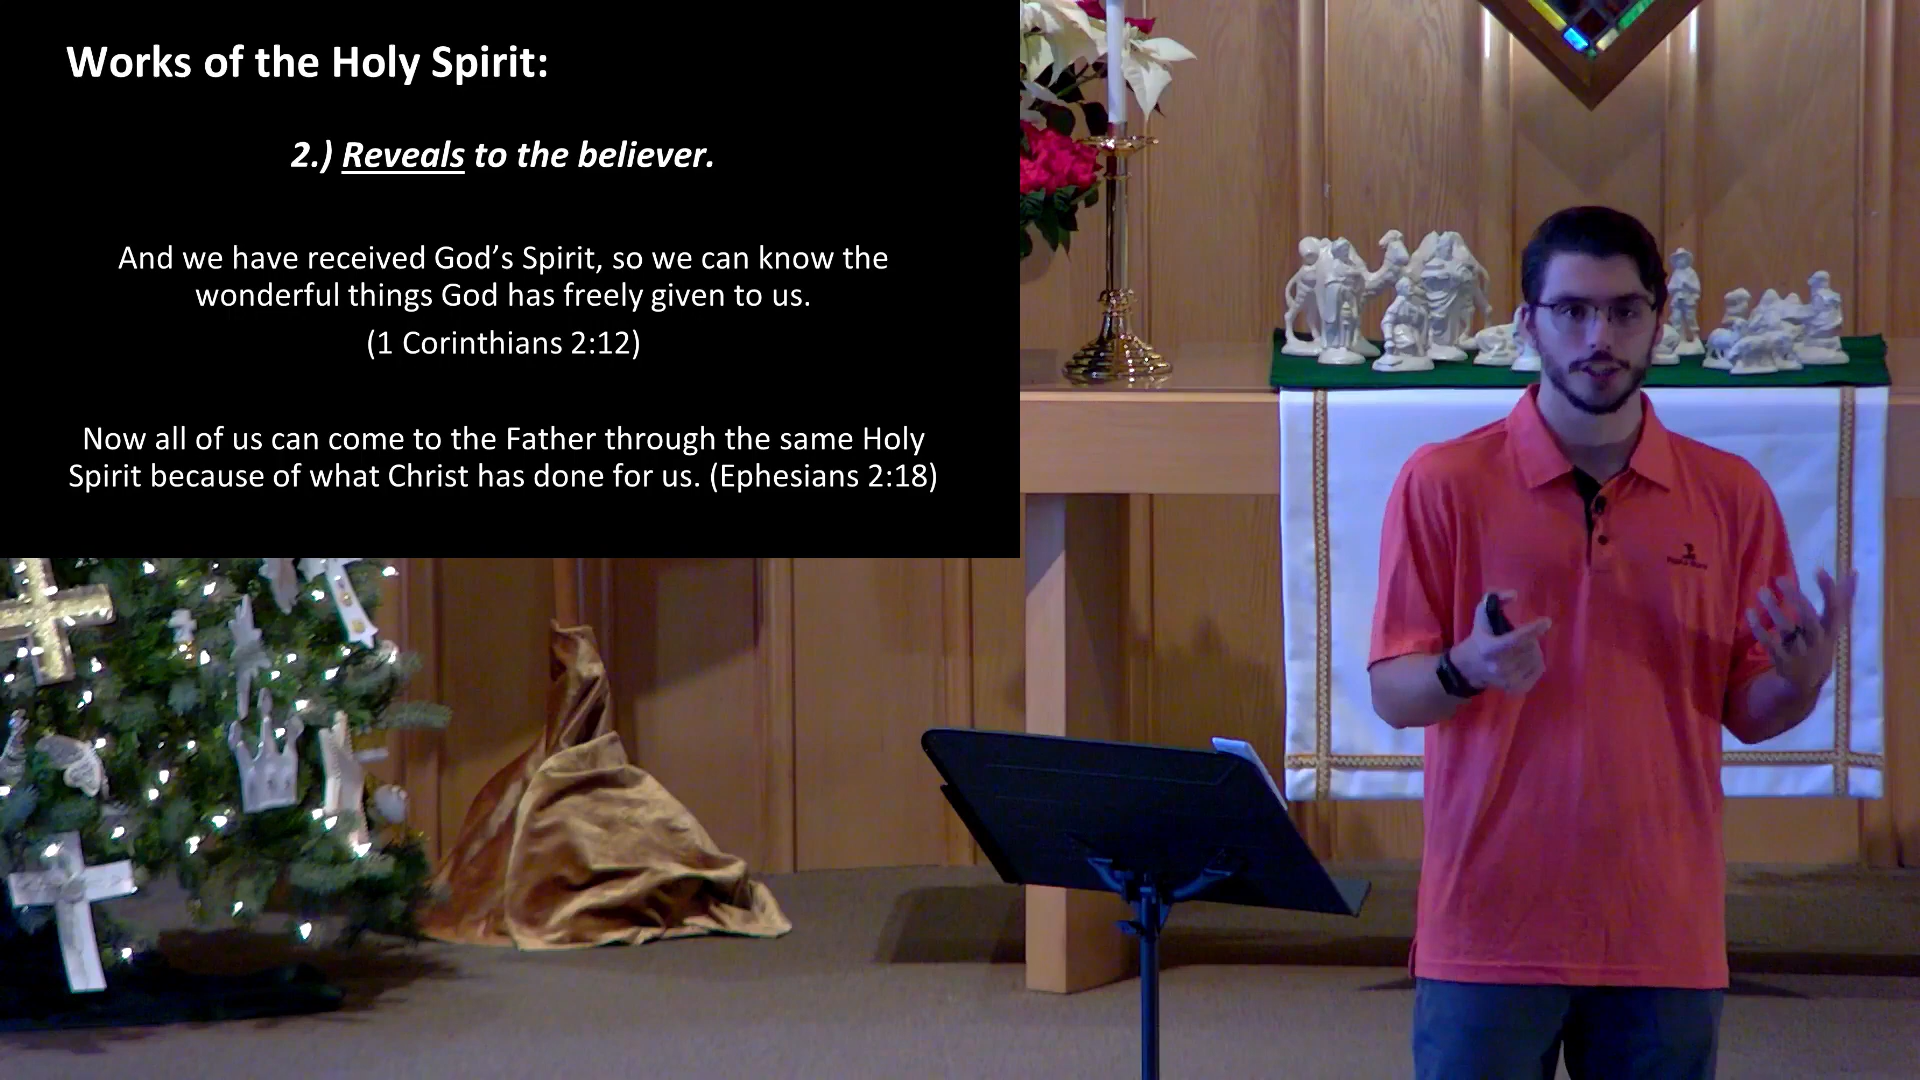 Works of the Holy Spirit:
2.) Reveals to the believer.
And we have received God’s Spirit, so we can know the
wonderful things God has freely given to us.
(1 Corinthians 2:12)
Now all of us can come to the Father through the same Holy
Spirit because of what Christ has done for us. (Ephesians 2:18)